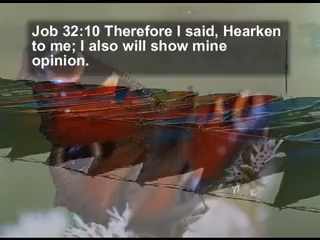 Job 32:10 Therefore I said, Hearken
to me; I also will show mine
opinion.